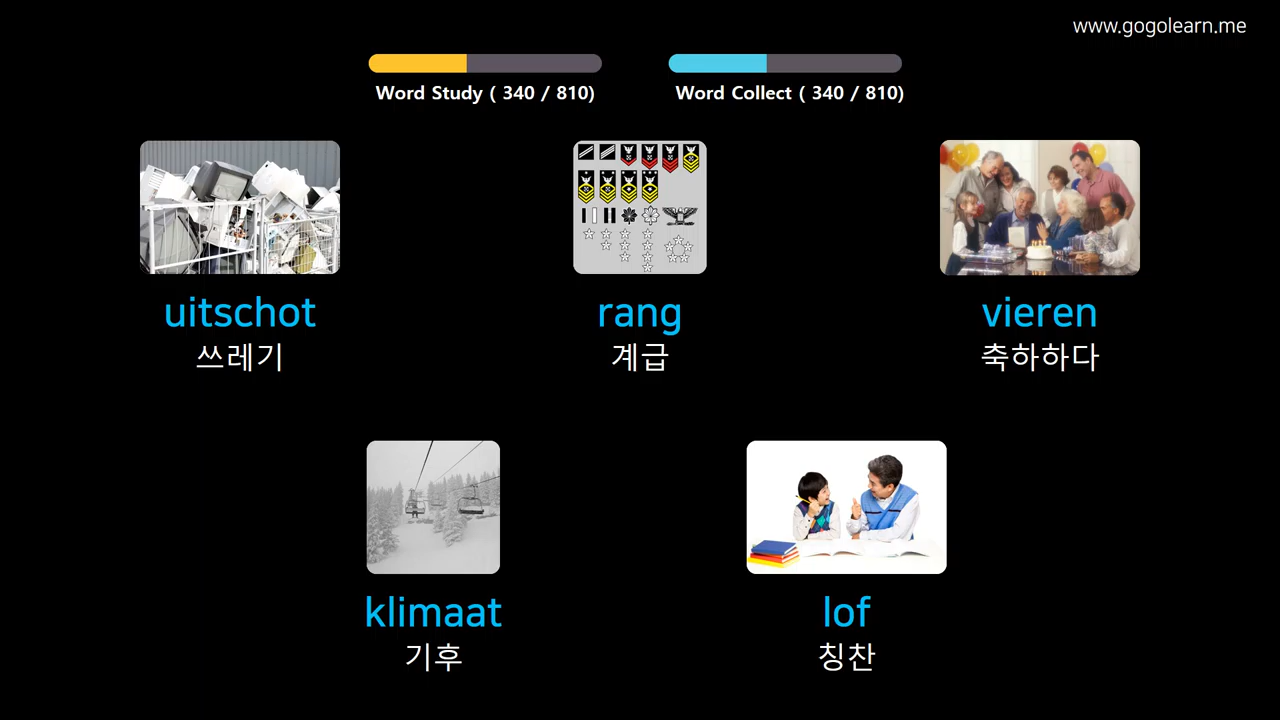 www.gogolearn.me
Word Study ( 340 / 810)
Word Collect ( 340 / 810)
uitschot
쓰레기
rang
계급
vieren
축하하다
klimaat
기후
lof
칭찬